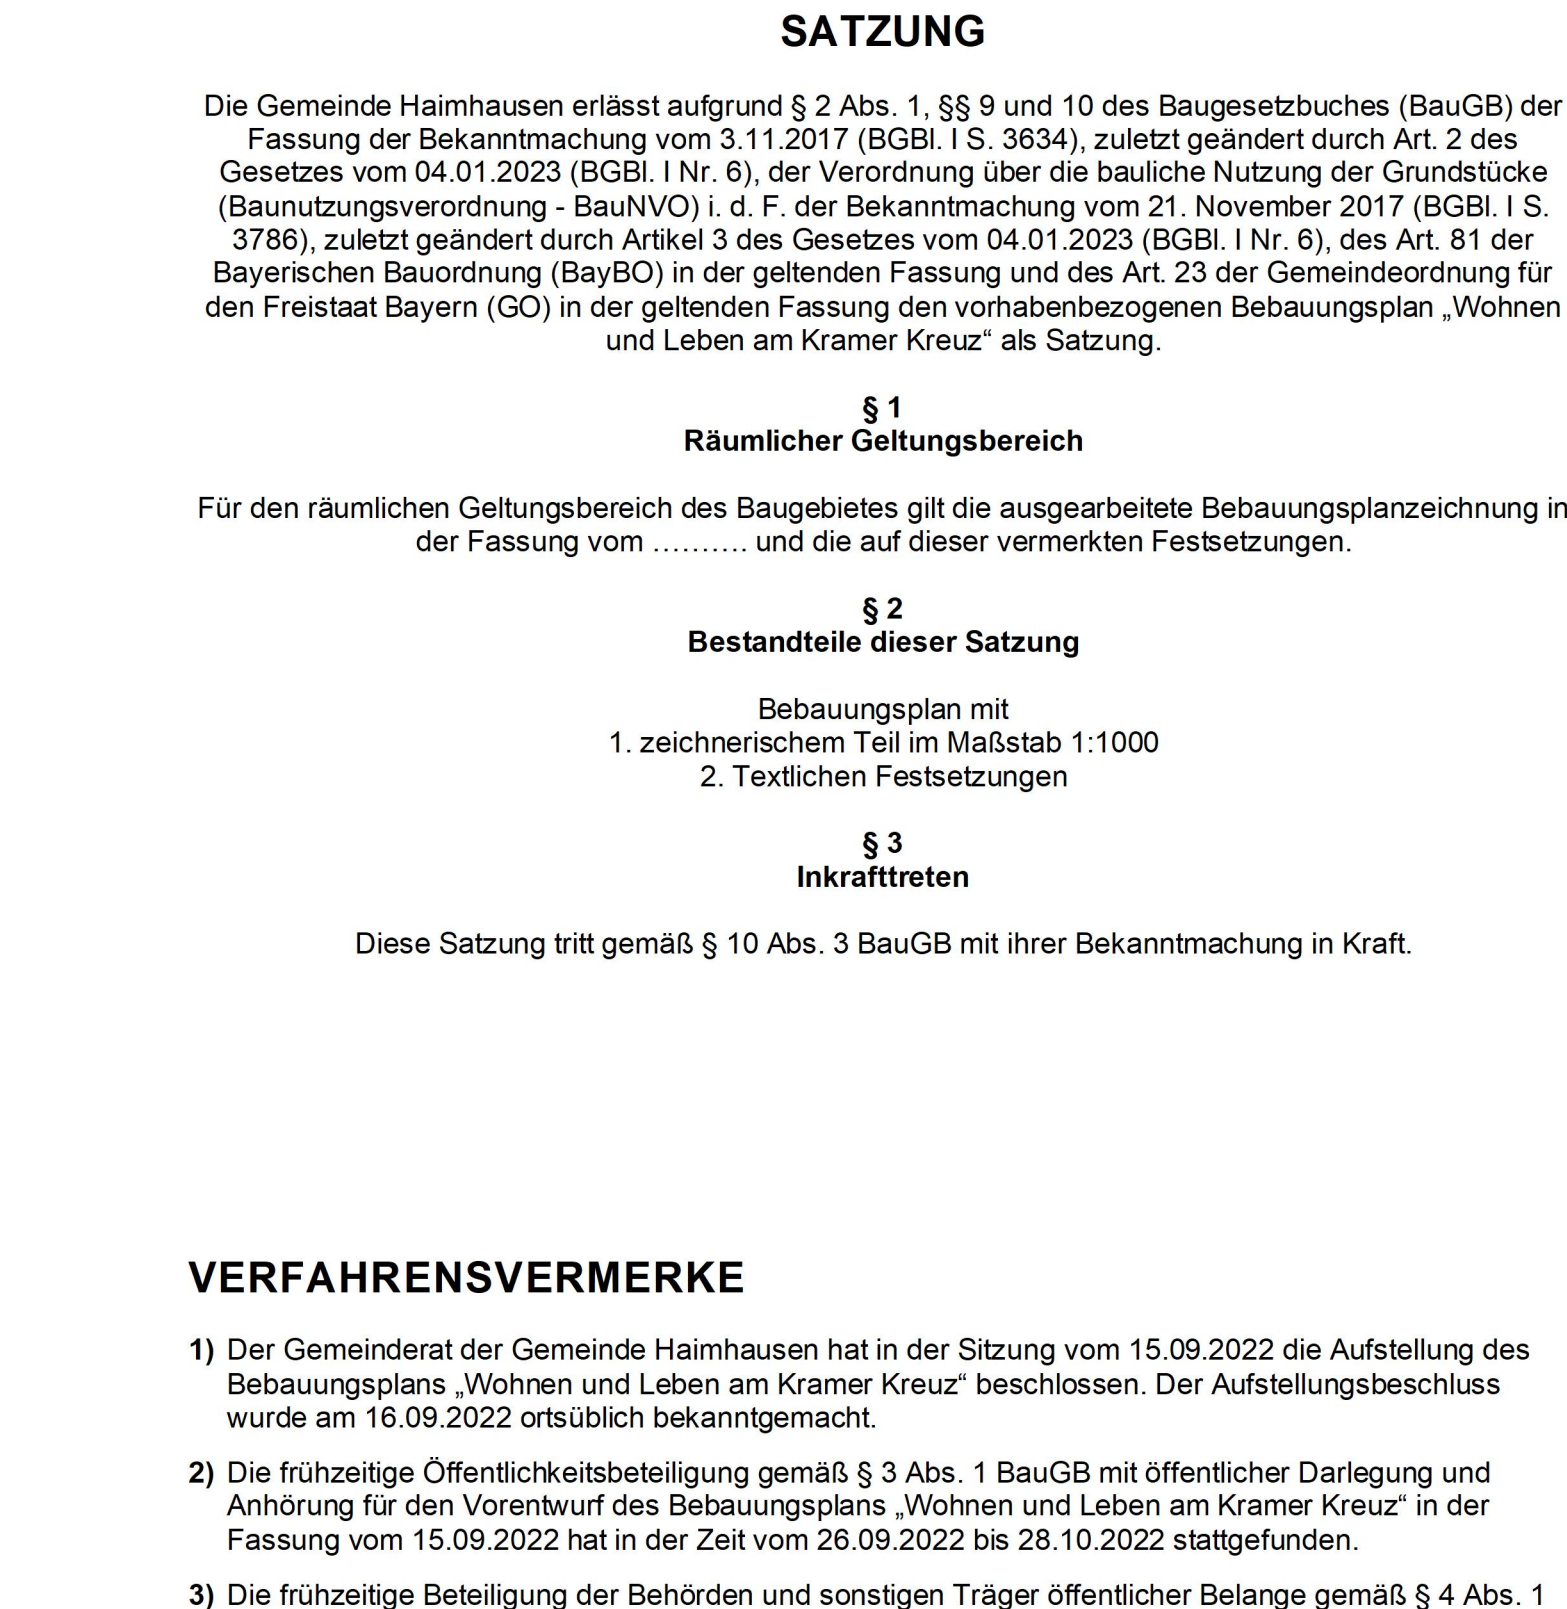 SATZUNG
Die Gemeinde Haimhausen erlässt aufgrund § 2 Abs. 1, §§ 9 und 10 des Baugesetzbuches (BauGB) der
Fassung der Bekanntmachung vom 3.11.2017 (BGBl. I S. 3634), zuletzt geändert durch Art. 2 des
Gesetzes vom 04.01.2023 (BGBl. I Nr. 6), der Verordnung über die bauliche Nutzung der Grundstücke
(Baunutzungsverordnung - BauNVO) i. d. F. der Bekanntmachung vom 21. November 2017 (BGBl. I S.
3786), zuletzt geändert durch Artikel 3 des Gesetzes vom 04.01.2023 (BGBl. I Nr. 6), des Art. 81 der
Bayerischen Bauordnung (BayBO) in der geltenden Fassung und des Art. 23 der Gemeindeordnung für
den Freistaat Bayern (GO) in der geltenden Fassung den vorhabenbezogenen Bebauungsplan „Wohnen
und Leben am Kramer Kreuz“ als Satzung.
§ 1
Räumlicher Geltungsbereich
Für den räumlichen Geltungsbereich des Baugebietes gilt die ausgearbeitete Bebauungsplanzeichnung in
der Fassung vom ………. und die auf dieser vermerkten Festsetzungen.
§ 2
Bestandteile dieser Satzung
Bebauungsplan mit
1. zeichnerischem Teil im Maßstab 1:1000
2. Textlichen Festsetzungen
§ 3
Inkrafttreten
Diese Satzung tritt gemäß § 10 Abs. 3 BauGB mit ihrer Bekanntmachung in Kraft.
VERFAHRENSVERMERKE
1) Der Gemeinderat der Gemeinde Haimhausen hat in der Sitzung vom 15.09.2022 die Aufstellung des
Bebauungsplans „Wohnen und Leben am Kramer Kreuz“ beschlossen. Der Aufstellungsbeschluss
wurde am 16.09.2022 ortsüblich bekanntgemacht.
2) Die frühzeitige Öffentlichkeitsbeteiligung gemäß § 3 Abs. 1 BauGB mit öffentlicher Darlegung und
Anhörung für den Vorentwurf des Bebauungsplans „Wohnen und Leben am Kramer Kreuz“ in der
Fassung vom 15.09.2022 hat in der Zeit vom 26.09.2022 bis 28.10.2022 stattgefunden.
3) Die frühzeitige Beteiligung der Behörden und sonstigen Träger öffentlicher Belange gemäß § 4 Abs. 1